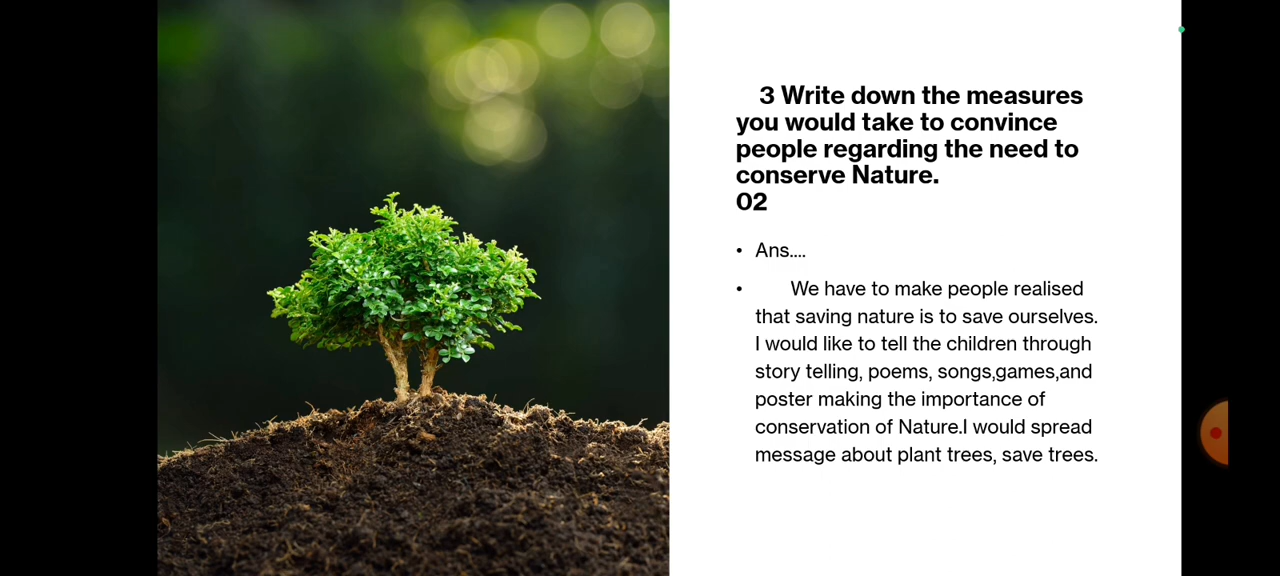 3 Write down the measures
you would take to convince
people regarding the need to
conserve Nature.
02
• Ans....
• We have to make people realised
that saving nature is to save ourselves.
I would like to tell the children through
story telling, poems, songs,games,and
poster making the importance of
conservation of Nature.I would spread
message about plant trees, save trees.